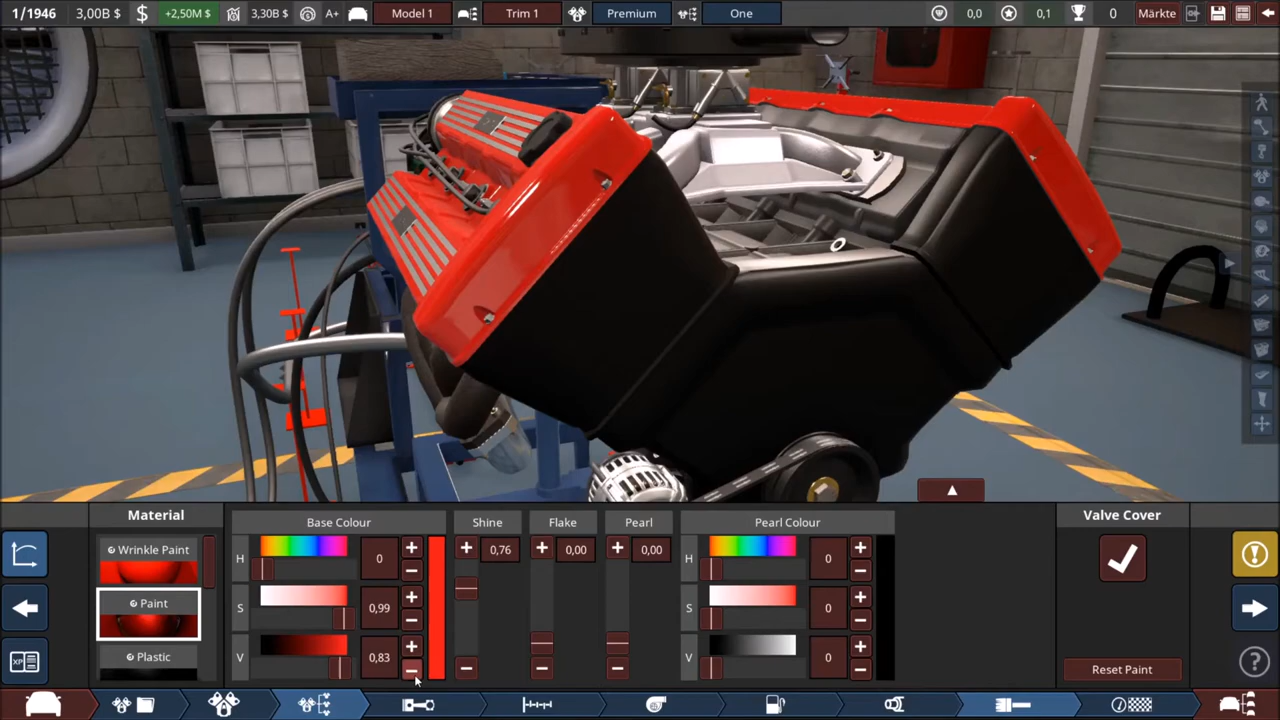 1/1946 3,00B $ $ +2,50M $ 3,30B $ A+ Model 1 Trim 1 Premium One 0,0 0,1 0 Märkte
Material
Wrinkle Paint
Paint
Plastic
Base Colour
H 0 + −
S 0,99 + −
V 0,83 + −
Shine
+ 0,76
−
Flake
+ 0,00
−
Pearl
+ 0,00
−
Pearl Colour
H 0 + −
S 0 + −
V 0 + −
Valve Cover
Reset Paint
XP
!
?